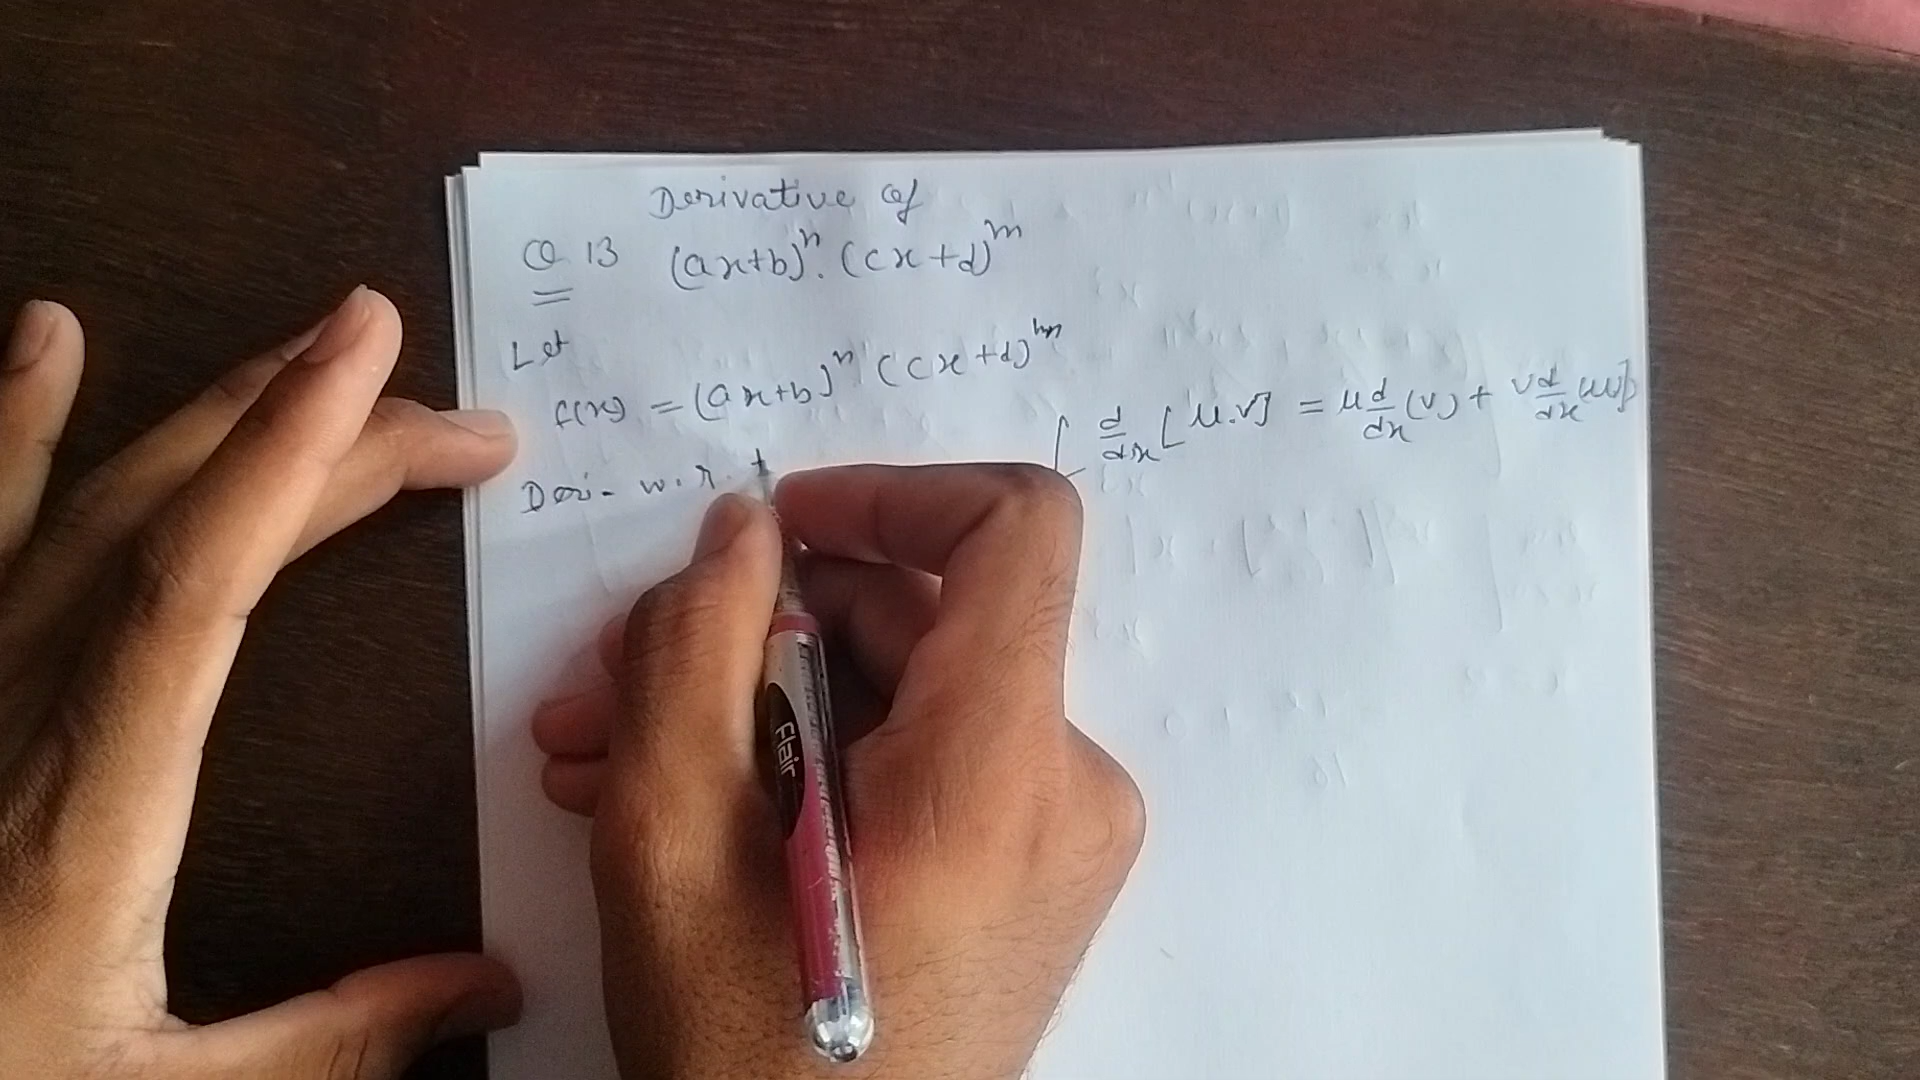 Derivative of
Q 13 (ax+b)ⁿ. (cx+d)ᵐ
Let
f(x) = (ax+b)ⁿ (cx+d)ᵐ
[ d/dx [u.v] = u d/dx (v) + v d/dx (u)]
Deri- w.r.t
Flair